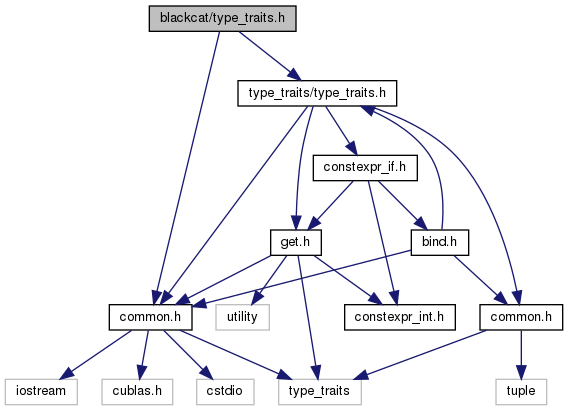 blackcat/type_traits.h
type_traits/type_traits.h
constexpr_if.h
get.h
bind.h
common.h
utility
constexpr_int.h
common.h
iostream
cublas.h
cstdio
type_traits
tuple